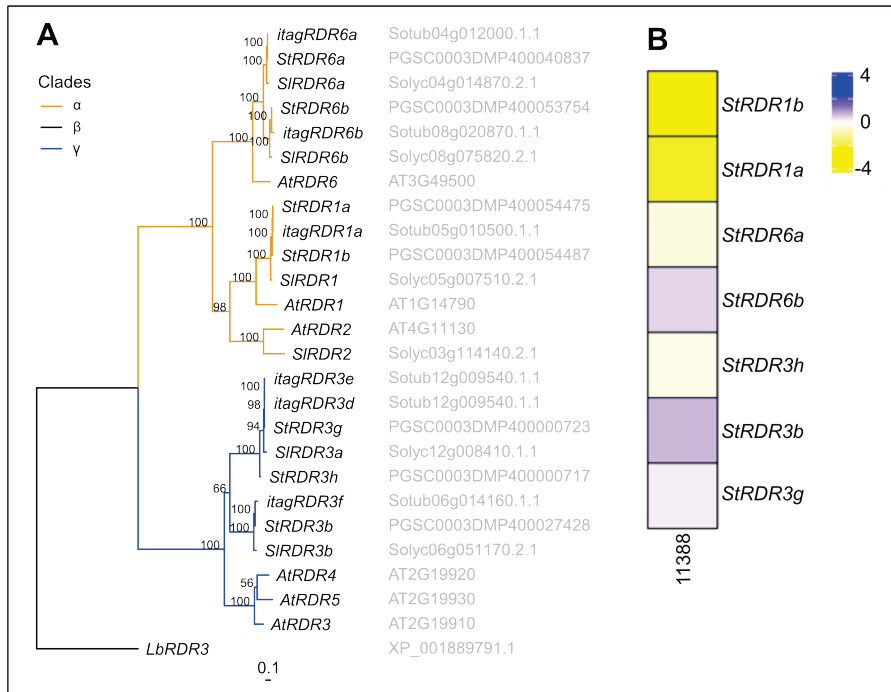 A
Clades
α
β
γ
itagRDR6a Sotub04g012000.1.1
StRDR6a PGSC0003DMP400040837
SlRDR6a Solyc04g014870.2.1
StRDR6b PGSC0003DMP400053754
itagRDR6b Sotub08g020870.1.1
SlRDR6b Solyc08g075820.2.1
AtRDR6 AT3G49500
StRDR1a PGSC0003DMP400054475
itagRDR1a Sotub05g010500.1.1
StRDR1b PGSC0003DMP400054487
SlRDR1 Solyc05g007510.2.1
AtRDR1 AT1G14790
AtRDR2 AT4G11130
SlRDR2 Solyc03g114140.2.1
itagRDR3e Sotub12g009540.1.1
itagRDR3d Sotub12g009540.1.1
StRDR3g PGSC0003DMP400000723
SlRDR3a Solyc12g008410.1.1
StRDR3h PGSC0003DMP400000717
itagRDR3f Sotub06g014160.1.1
StRDR3b PGSC0003DMP400027428
SlRDR3b Solyc06g051170.2.1
AtRDR4 AT2G19920
AtRDR5 AT2G19930
AtRDR3 AT2G19910
LbRDR3 XP_001889791.1
100
100
100
100
100
100
100
100
100
100
98
100
100
98
94
100
66
100
100
100
56
100
0.1
B
StRDR1b
StRDR1a
StRDR6a
StRDR6b
StRDR3h
StRDR3b
StRDR3g
11388
4
0
-4